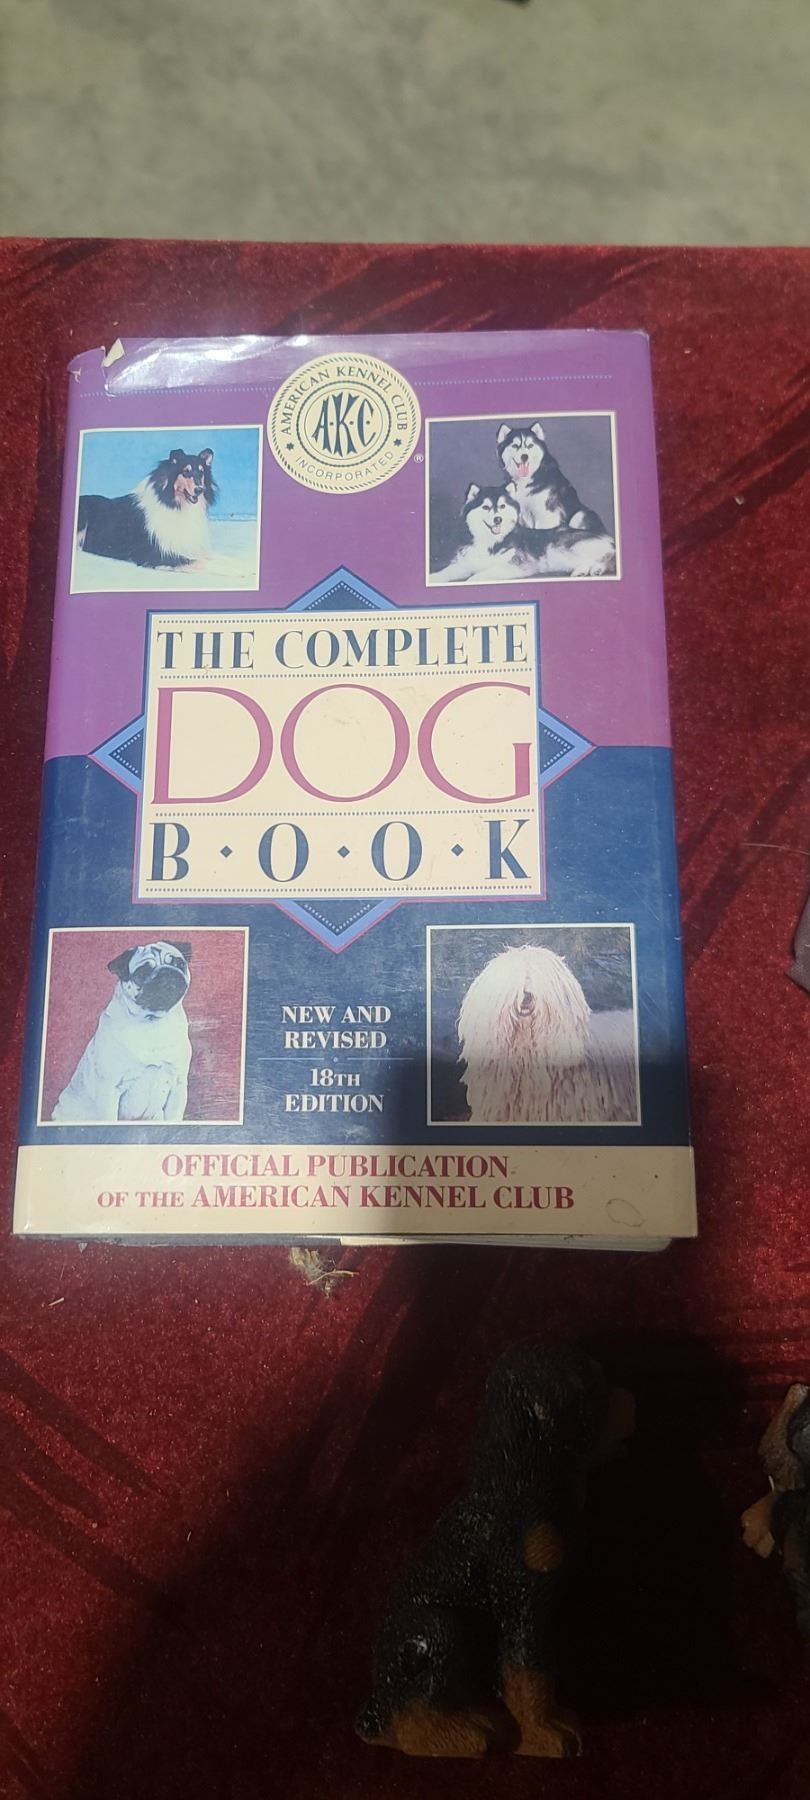 AMERICAN KENNEL CLUB
A·K·C
INCORPORATED
®
THE COMPLETE
DOG
B·O·O·K
NEW AND
REVISED
18TH
EDITION
OFFICIAL PUBLICATION
OF THE AMERICAN KENNEL CLUB